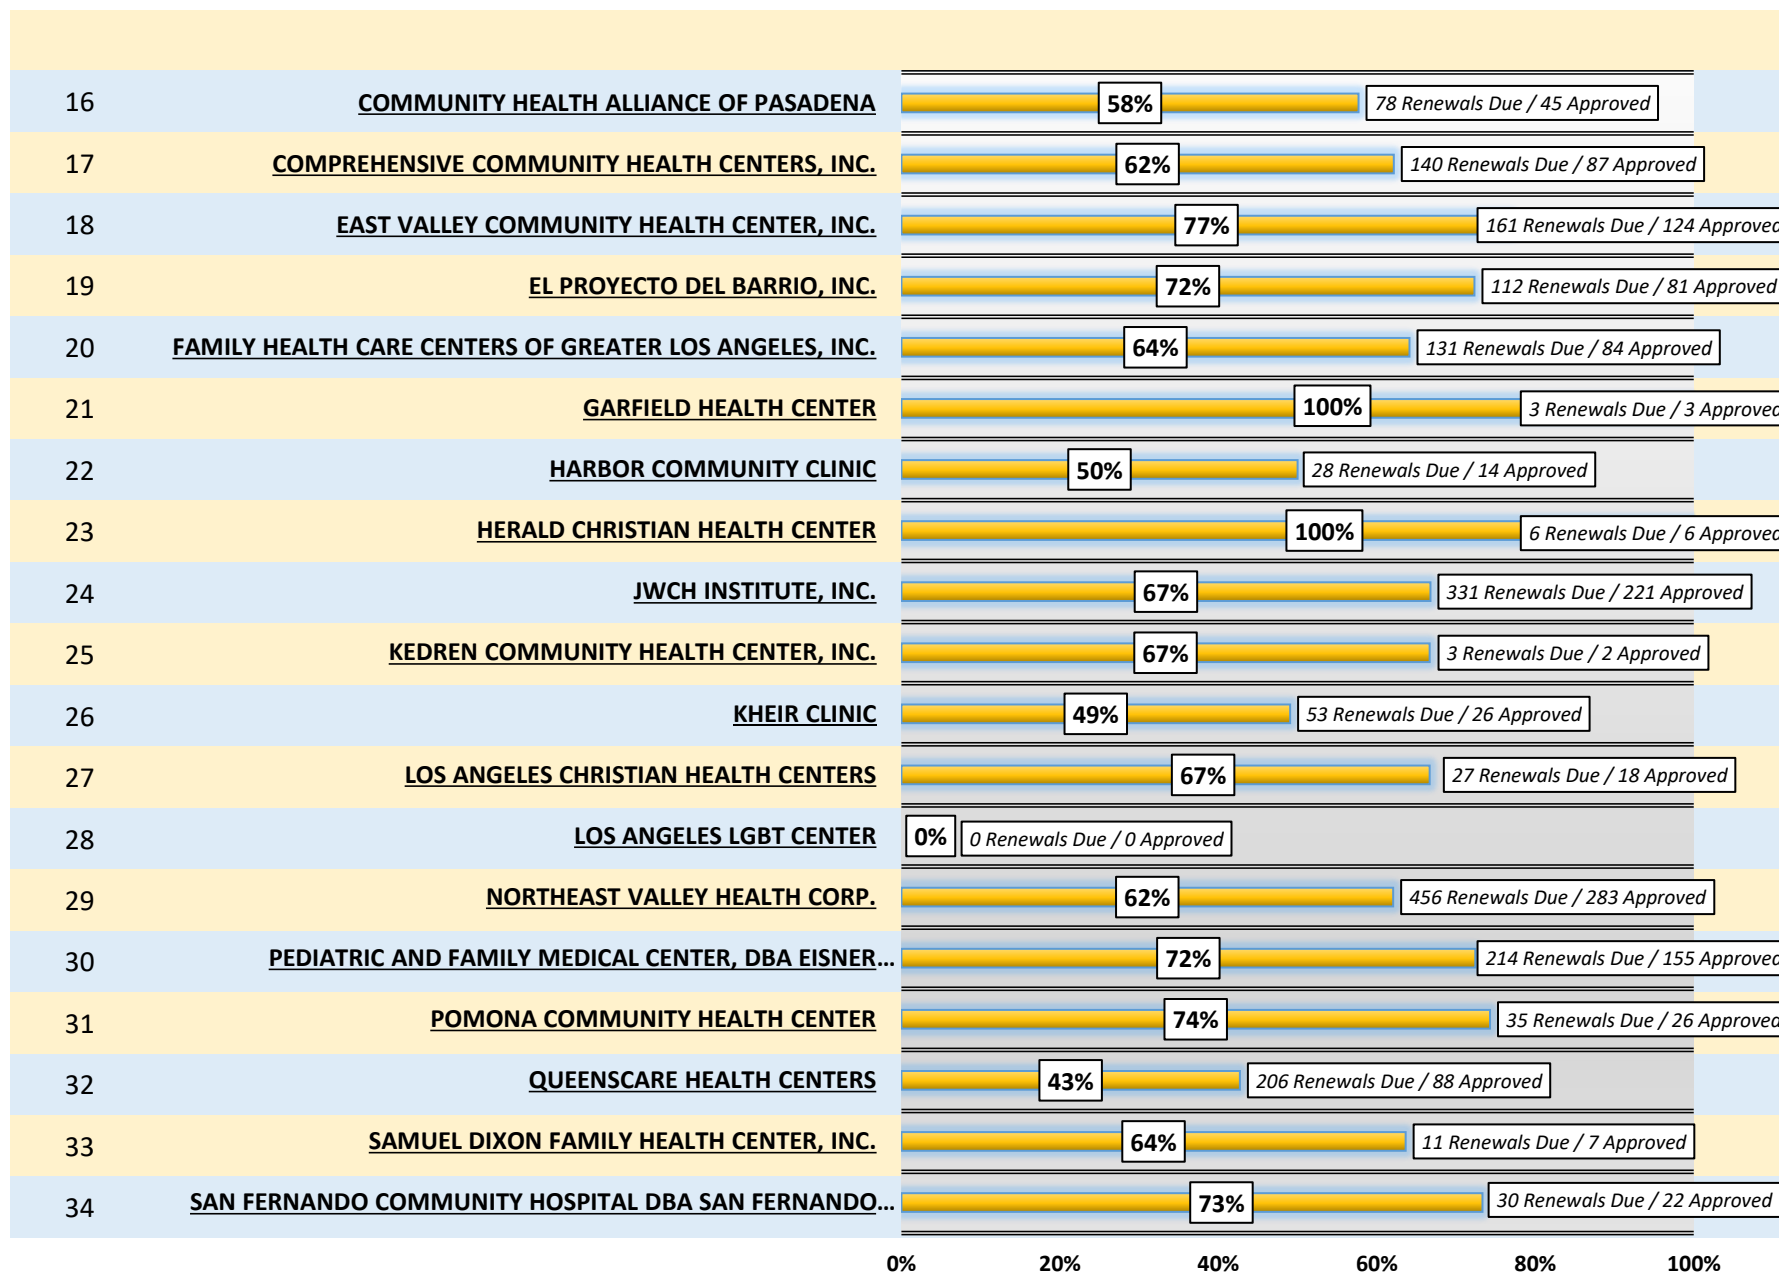 16 COMMUNITY HEALTH ALLIANCE OF PASADENA 58% 78 Renewals Due / 45 Approved
17 COMPREHENSIVE COMMUNITY HEALTH CENTERS, INC. 62% 140 Renewals Due / 87 Approved
18 EAST VALLEY COMMUNITY HEALTH CENTER, INC. 77% 161 Renewals Due / 124 Approved
19 EL PROYECTO DEL BARRIO, INC. 72% 112 Renewals Due / 81 Approved
20 FAMILY HEALTH CARE CENTERS OF GREATER LOS ANGELES, INC. 64% 131 Renewals Due / 84 Approved
21 GARFIELD HEALTH CENTER 100% 3 Renewals Due / 3 Approved
22 HARBOR COMMUNITY CLINIC 50% 28 Renewals Due / 14 Approved
23 HERALD CHRISTIAN HEALTH CENTER 100% 6 Renewals Due / 6 Approved
24 JWCH INSTITUTE, INC. 67% 331 Renewals Due / 221 Approved
25 KEDREN COMMUNITY HEALTH CENTER, INC. 67% 3 Renewals Due / 2 Approved
26 KHEIR CLINIC 49% 53 Renewals Due / 26 Approved
27 LOS ANGELES CHRISTIAN HEALTH CENTERS 67% 27 Renewals Due / 18 Approved
28 LOS ANGELES LGBT CENTER 0% 0 Renewals Due / 0 Approved
29 NORTHEAST VALLEY HEALTH CORP. 62% 456 Renewals Due / 283 Approved
30 PEDIATRIC AND FAMILY MEDICAL CENTER, DBA EISNER... 72% 214 Renewals Due / 155 Approved
31 POMONA COMMUNITY HEALTH CENTER 74% 35 Renewals Due / 26 Approved
32 QUEENSCARE HEALTH CENTERS 43% 206 Renewals Due / 88 Approved
33 SAMUEL DIXON FAMILY HEALTH CENTER, INC. 64% 11 Renewals Due / 7 Approved
34 SAN FERNANDO COMMUNITY HOSPITAL DBA SAN FERNANDO... 73% 30 Renewals Due / 22 Approved
0% 20% 40% 60% 80% 100%